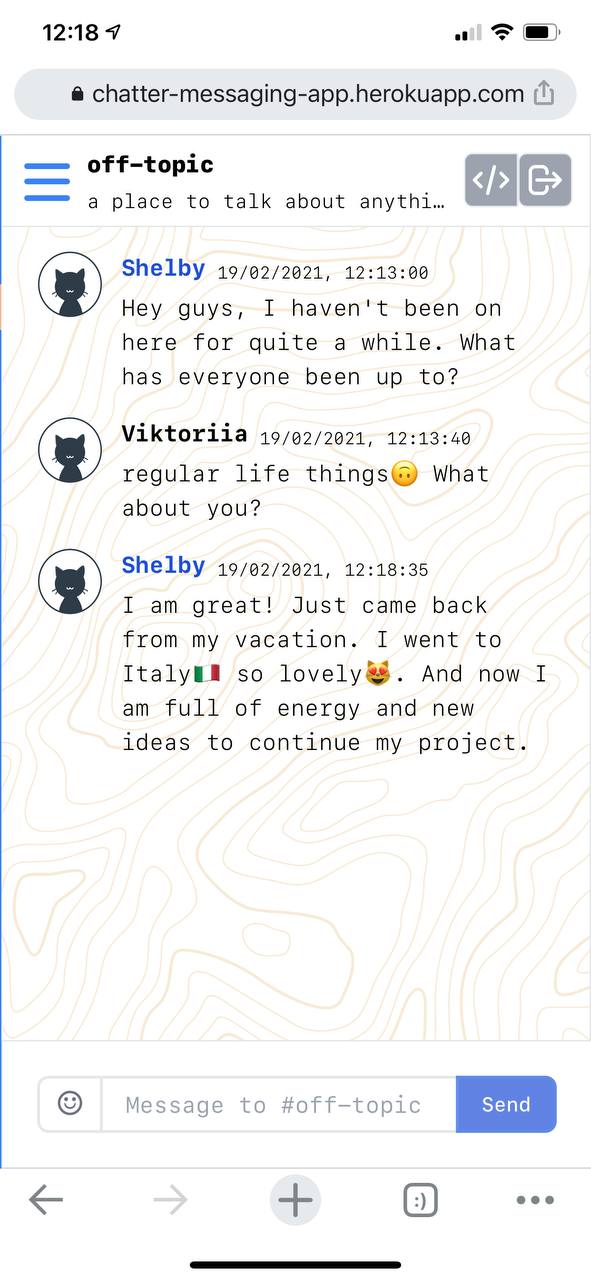 12:18
chatter-messaging-app.herokuapp.com
off-topic
a place to talk about anythi…
</>
Shelby 19/02/2021, 12:13:00
Hey guys, I haven't been on
here for quite a while. What
has everyone been up to?
Viktoriia 19/02/2021, 12:13:40
regular life things🙃 What
about you?
Shelby 19/02/2021, 12:18:35
I am great! Just came back
from my vacation. I went to
Italy🇮🇹 so lovely😻. And now I
am full of energy and new
ideas to continue my project.
Message to #off-topic
Send
:)